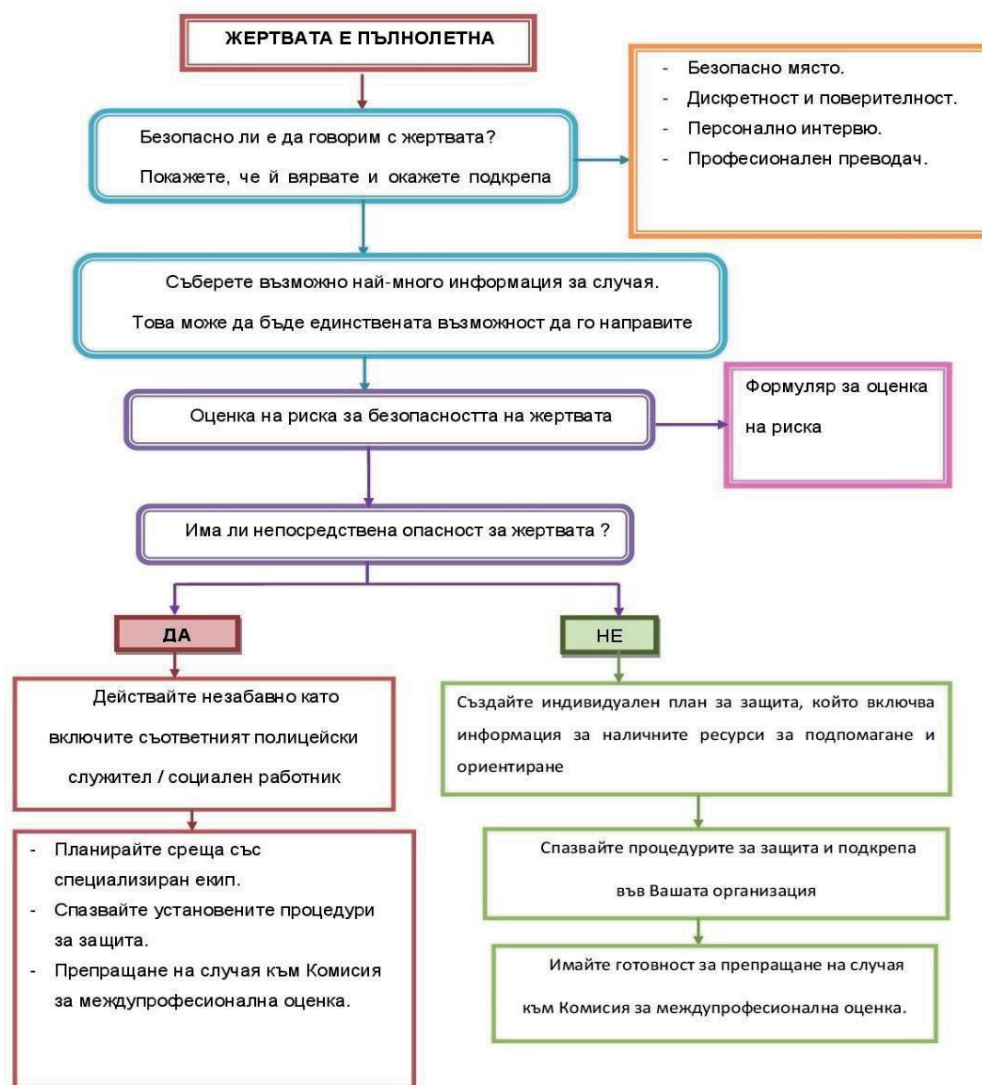 ЖЕРТВАТА Е ПЪЛНОЛЕТНА
- Безопасно място.
- Дискретност и поверителност.
- Персонално интервю.
- Професионален преводач.
Безопасно ли е да говорим с жертвата?
Покажете, че й вярвате и окажете подкрепа
Съберете възможно най-много информация за случая.
Това може да бъде единствената възможност да го направите
Оценка на риска за безопасността на жертвата
Формуляр за оценка
на риска
Има ли непосредствена опасност за жертвата ?
ДА
НЕ
Действайте незабавно като
включите съответният полицейски
служител / социален работник
Създайте индивидуален план за защита, който включва
информация за наличните ресурси за подпомагане и
ориентиране
- Планирайте среща със
специализиран екип.
- Спазвайте установените процедури
за защита.
- Препращане на случая към Комисия
за междупрофесионална оценка.
Спазвайте процедурите за защита и подкрепа
във Вашата организация
Имайте готовност за препращане на случая
към Комисия за междупрофесионална оценка.